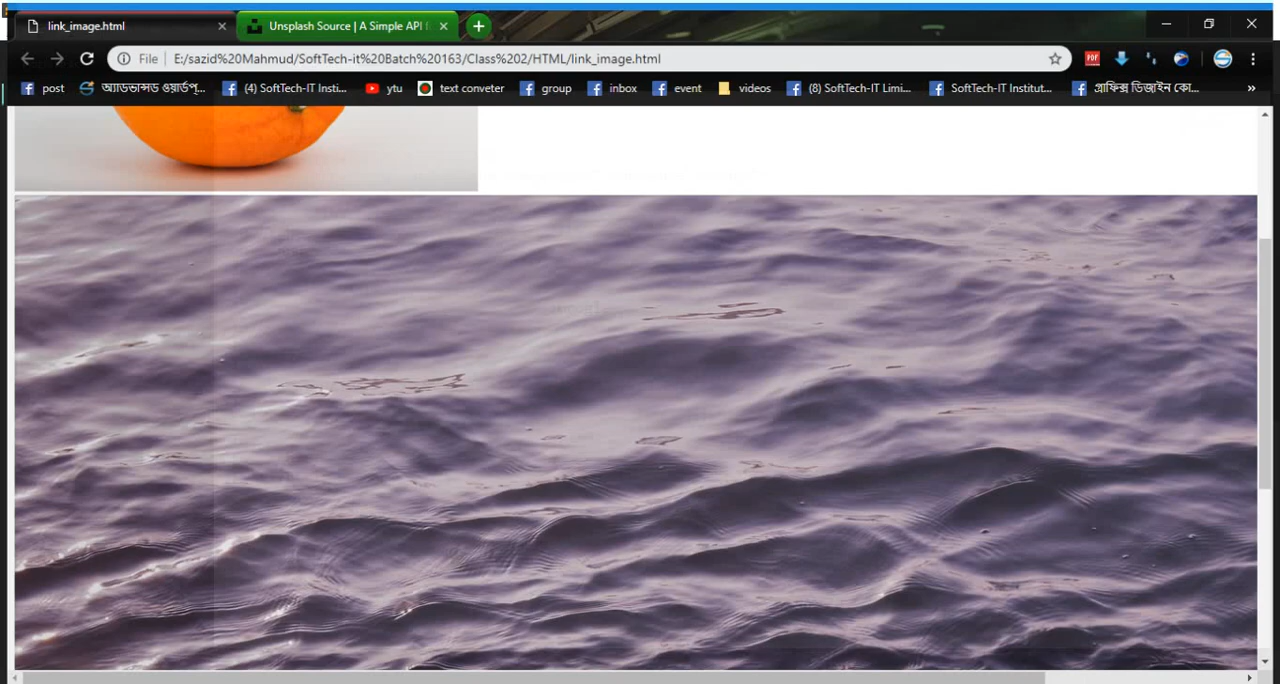 link_image.html
Unsplash Source | A Simple API f
File
E:/sazid%20Mahmud/SoftTech-it%20Batch%20163/Class%202/HTML/link_image.html
PDF
post
অ্যাডভান্সড ওয়ার্ডপ্...
(4) SoftTech-IT Insti...
ytu
text conveter
group
inbox
event
videos
(8) SoftTech-IT Limi...
SoftTech-IT Institut...
গ্রাফিক্স ডিজাইন কো...